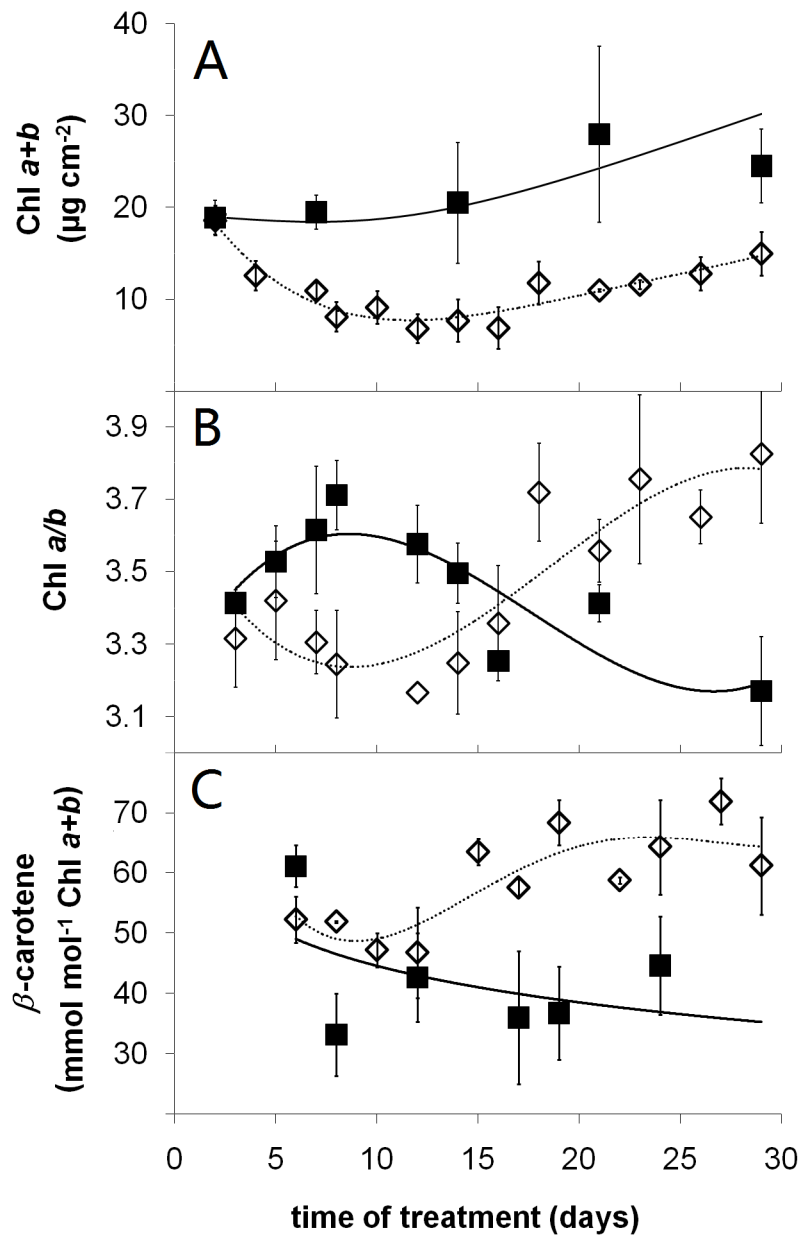 A
Chl a+b
(µg cm-2)
40
30
20
10
B
Chl a/b
3.9
3.7
3.5
3.3
3.1
C
β-carotene
(mmol mol-1 Chl a+b)
70
60
50
40
30
0 5 10 15 20 25 30
time of treatment (days)